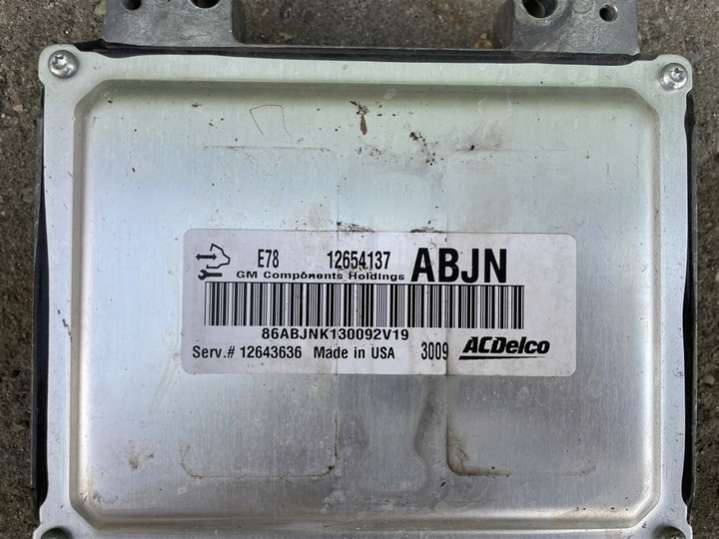 E78 12654137 ABJN
GM Components Holdings
86ABJNK130092V19
Serv.# 12643636 Made in USA 3009 ACDelco